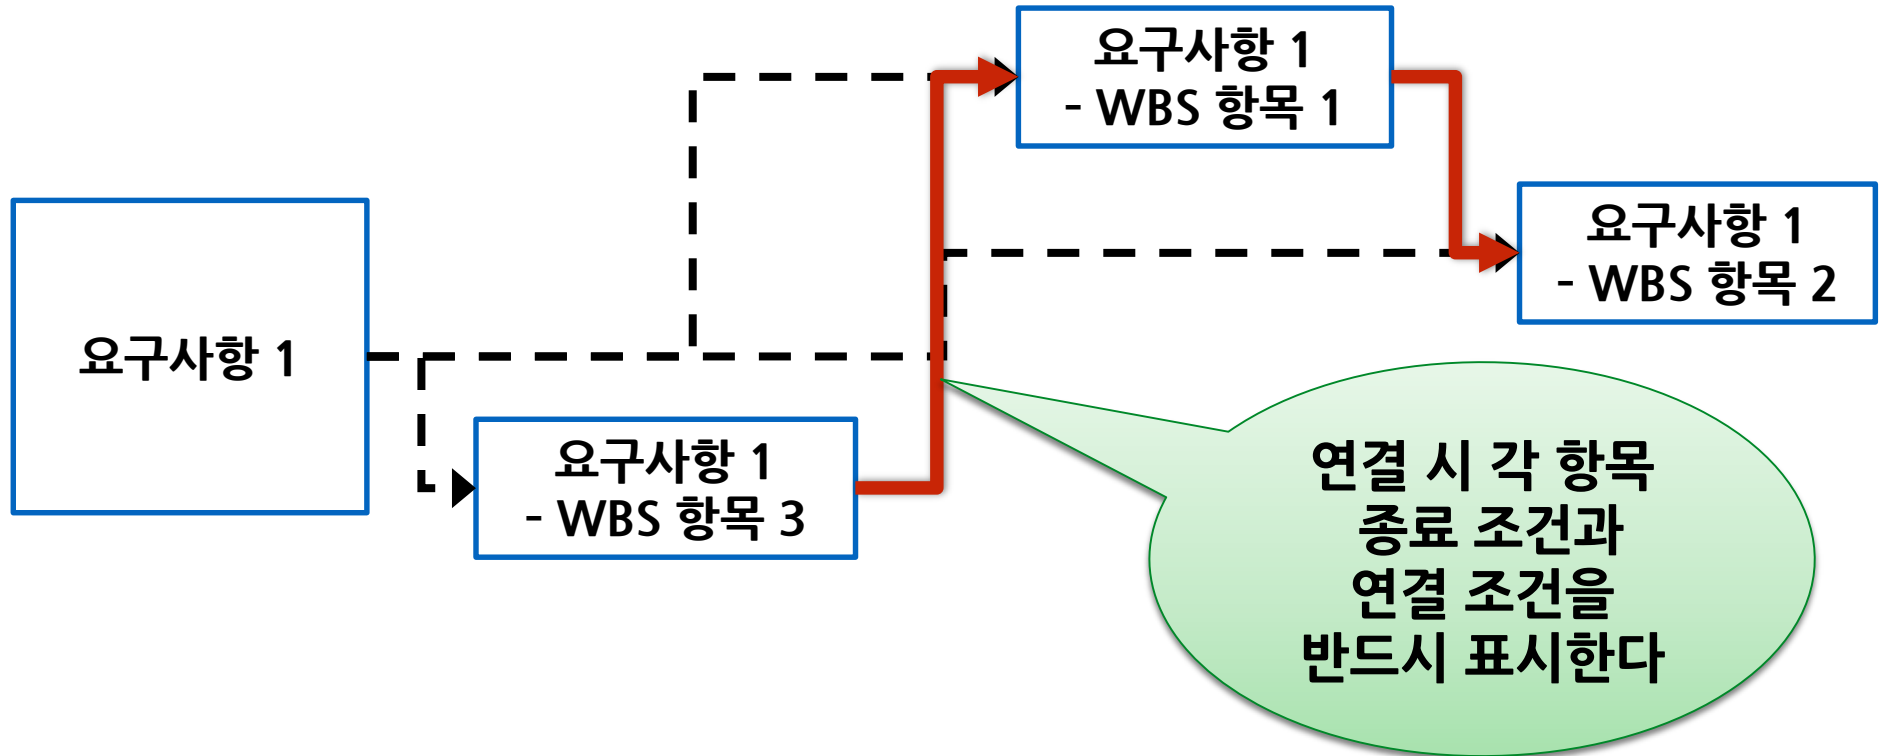 요구사항 1
- WBS 항목 1
요구사항 1
- WBS 항목 2
요구사항 1
요구사항 1
- WBS 항목 3
연결 시 각 항목
종료 조건과
연결 조건을
반드시 표시한다